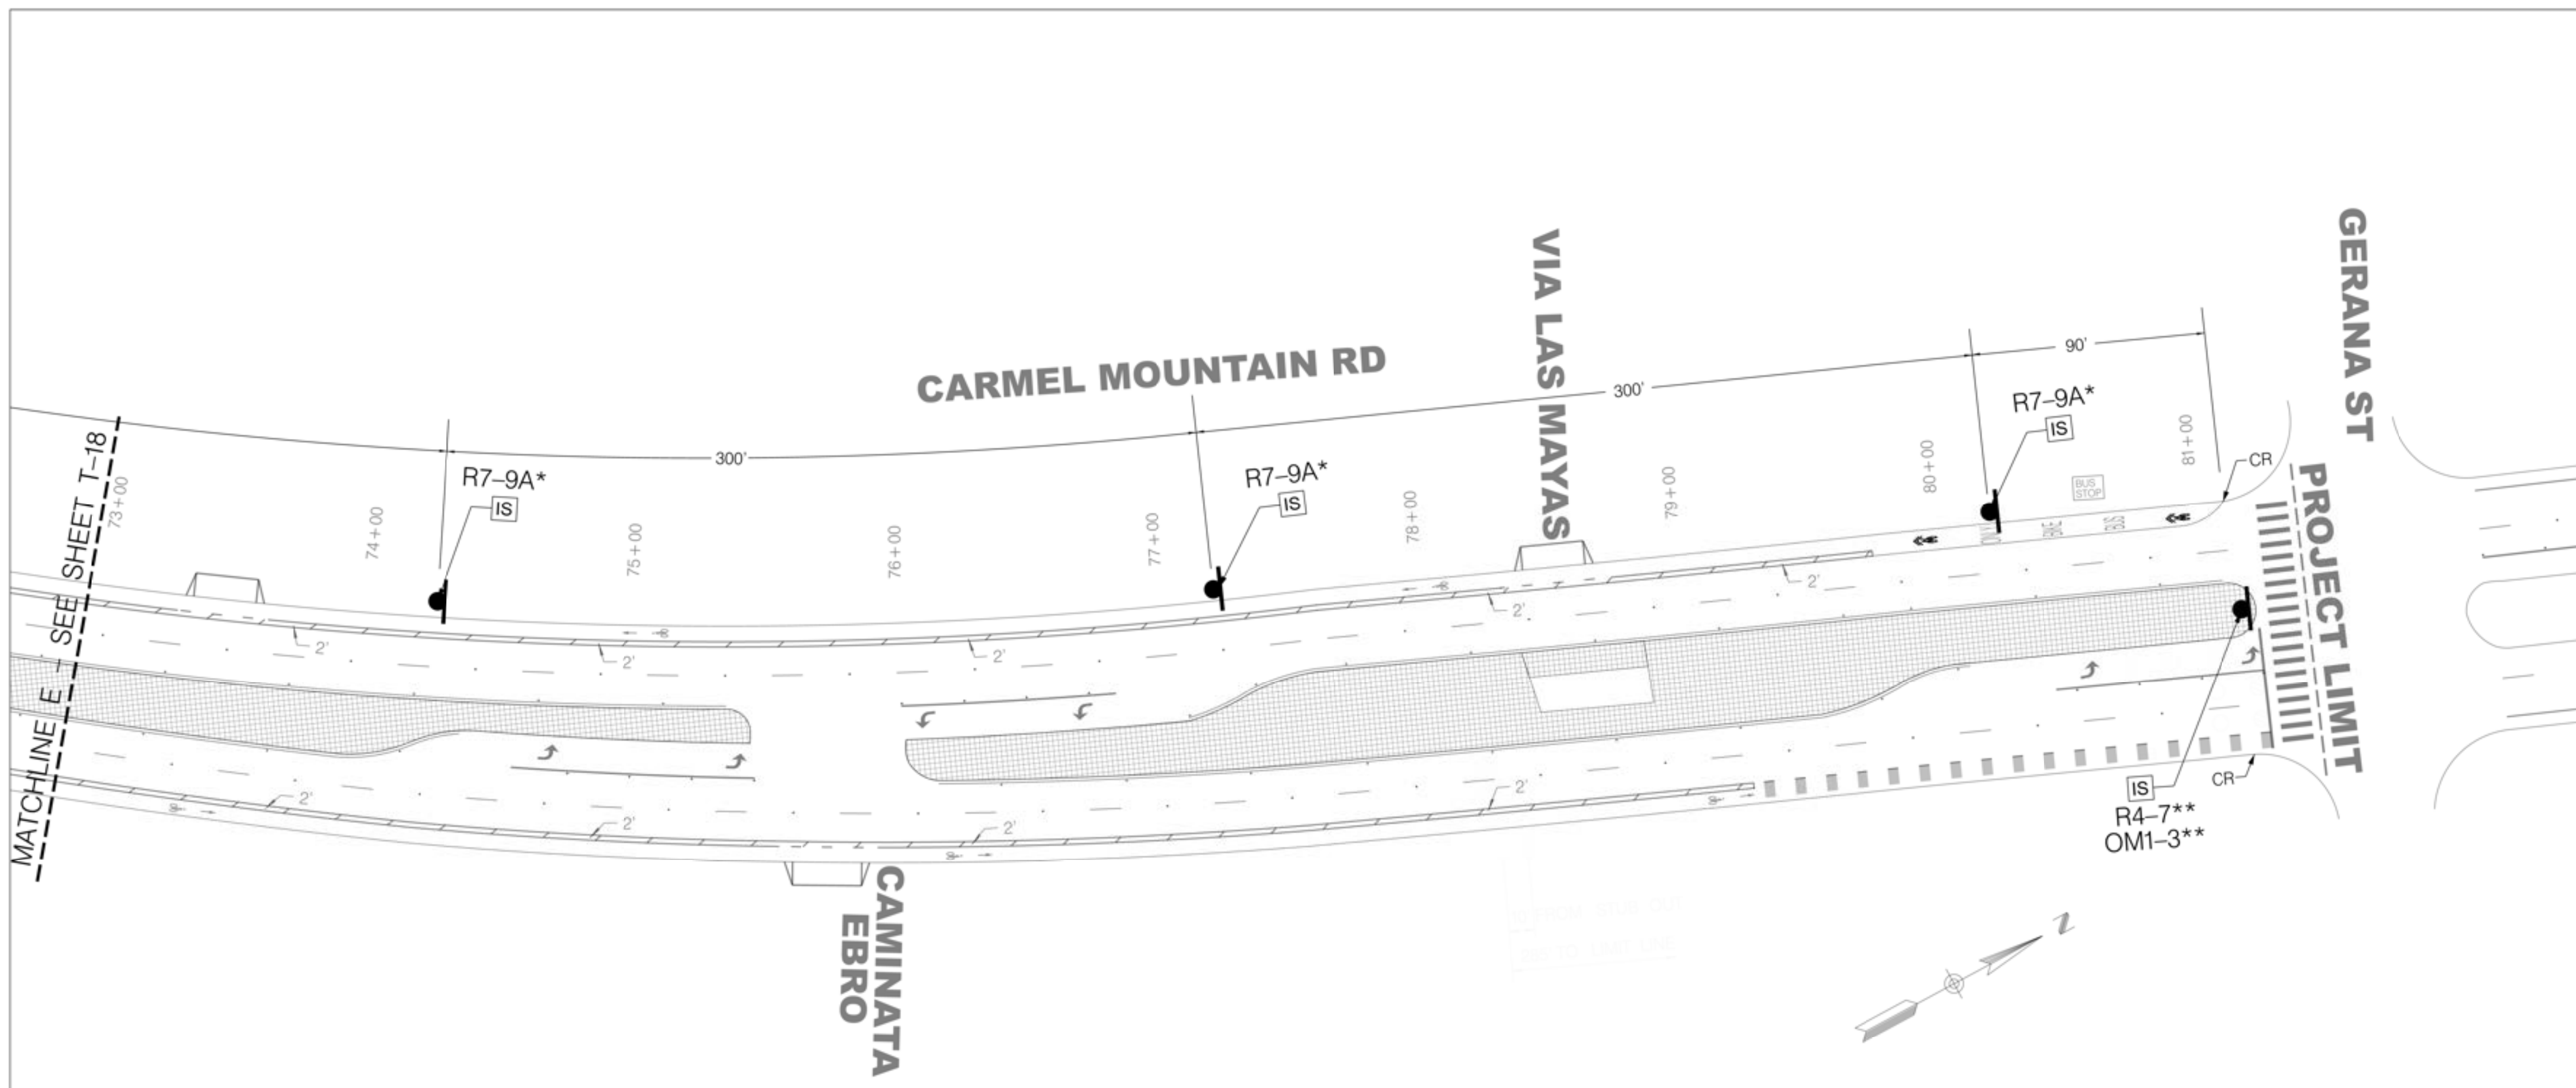 GERANA ST
VIA LAS MAYAS
CARMEL MOUNTAIN RD
90'
300'
300'
R7-9A*
IS
R7-9A*
IS
R7-9A*
IS
MATCHLINE E - SEE SHEET T-18
73+00
74+00
75+00
76+00
77+00
78+00
79+00
80+00
81+00
CR
BUS
STOP
ONLY
BIKE
BUS
PROJECT LIMIT
2'
2'
2'
2'
2'
2'
2'
2'
2'
CR
IS
R4-7**
OM1-3**
CAMINATA
EBRO
N